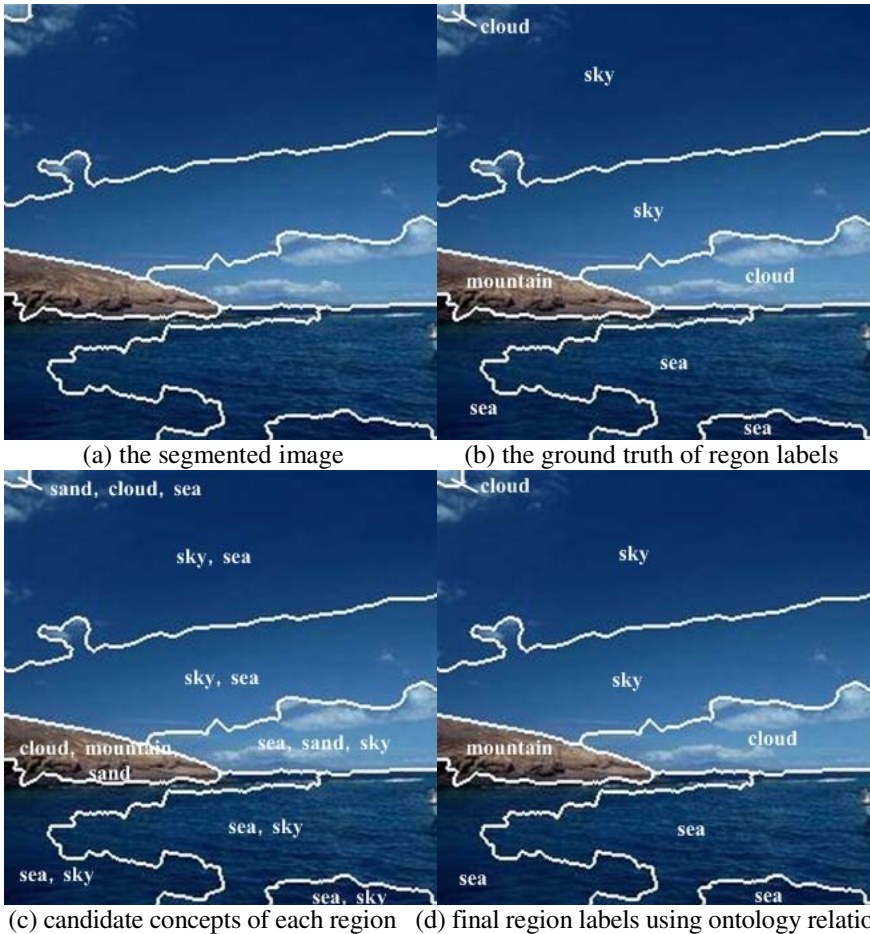 cloud
sky
sky
mountain
cloud
sea
sea
sea
(a) the segmented image
(b) the ground truth of regon labels
sand, cloud, sea
sky, sea
sky, sea
cloud, mountain,
sand
sea, sand, sky
sea, sky
sea, sky
sea, sky
cloud
sky
sky
mountain
cloud
sea
sea
sea
(c) candidate concepts of each region
(d) final region labels using ontology relatio